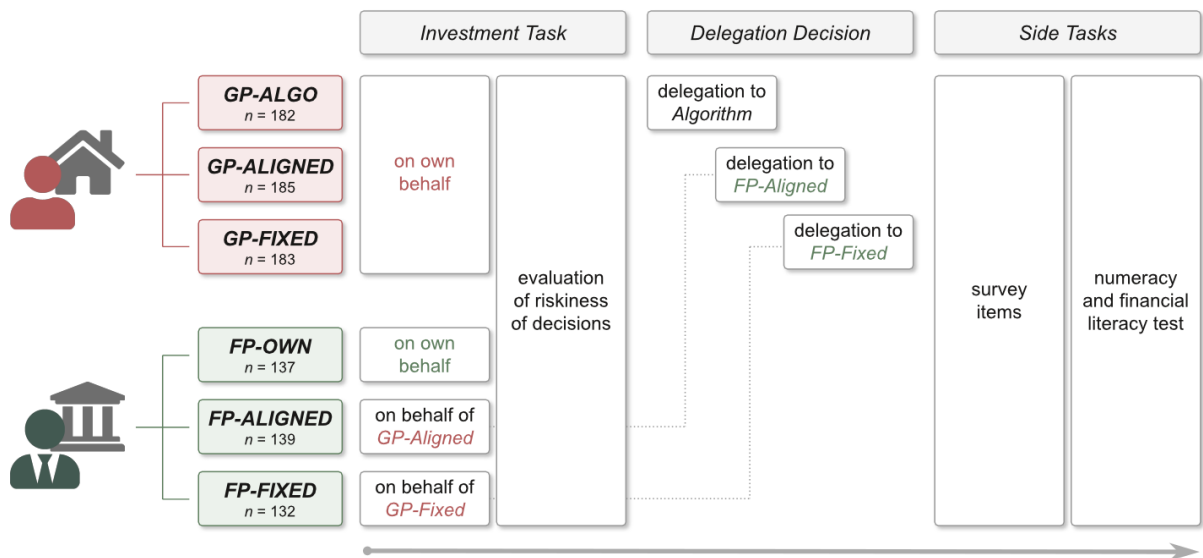 Investment Task
Delegation Decision
Side Tasks
GP-ALGO
n = 182
GP-ALIGNED
n = 185
GP-FIXED
n = 183
on own
behalf
delegation to
Algorithm
delegation to
FP-Aligned
delegation to
FP-Fixed
evaluation
of riskiness
of decisions
survey
items
numeracy
and financial
literacy test
FP-OWN
n = 137
on own
behalf
FP-ALIGNED
n = 139
on behalf of
GP-Aligned
FP-FIXED
n = 132
on behalf of
GP-Fixed